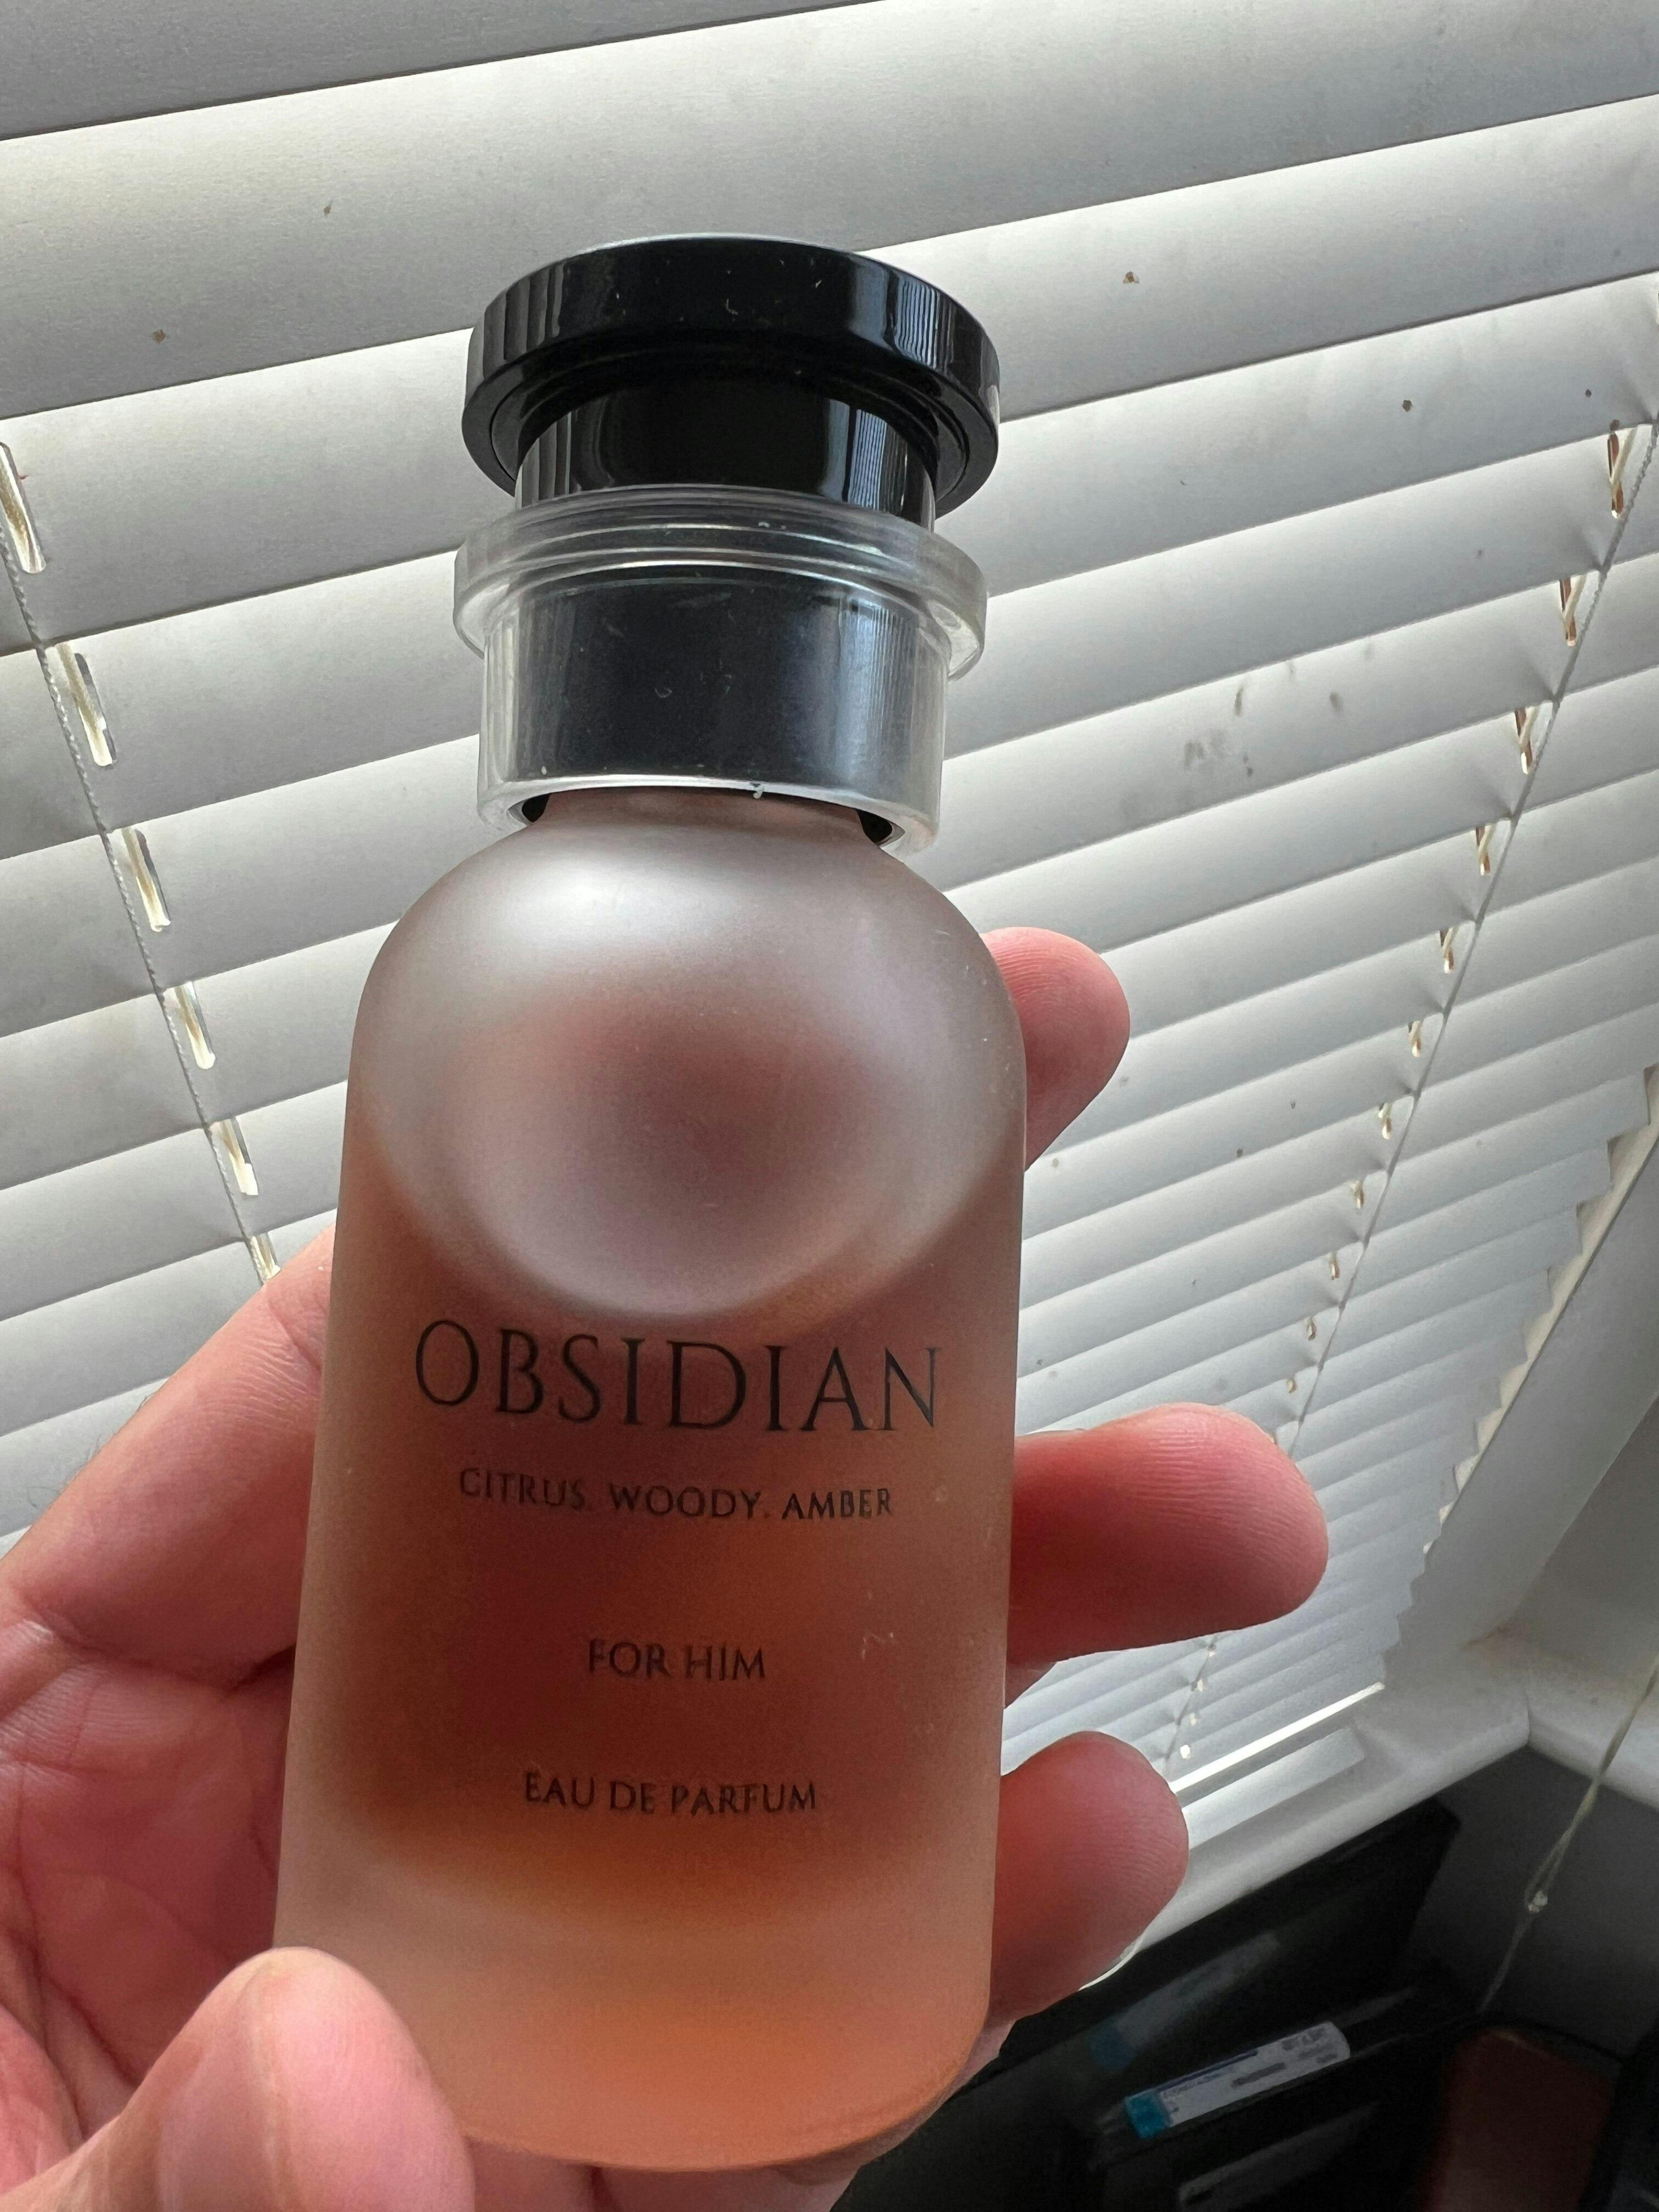 OBSIDIAN
CITRUS. WOODY. AMBER
FOR HIM
EAU DE PARFUM